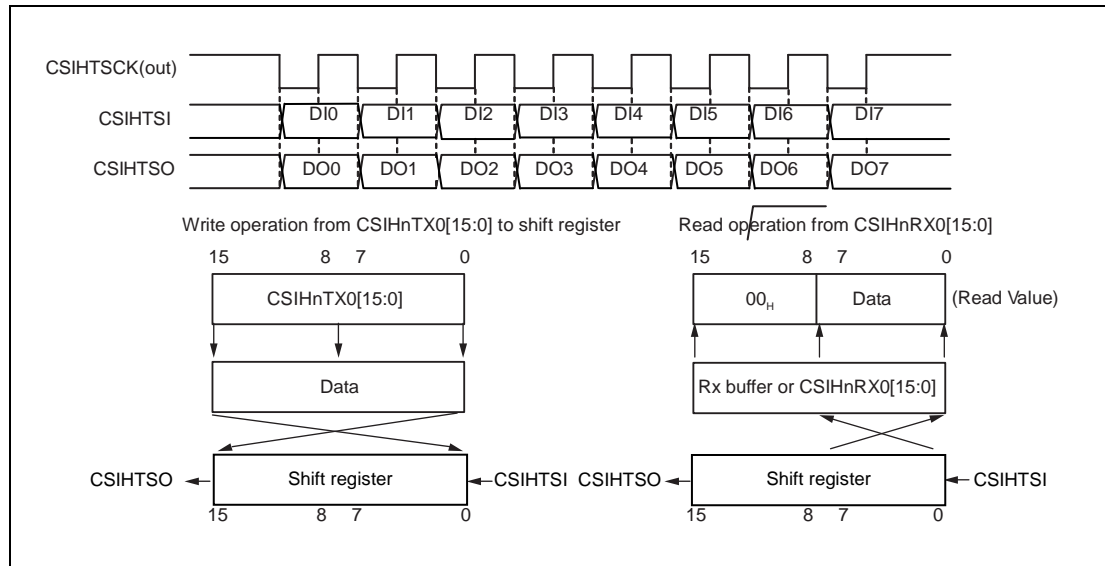 CSIHTSCK(out)
CSIHTSI DI0 DI1 DI2 DI3 DI4 DI5 DI6 DI7
CSIHTSO DO0 DO1 DO2 DO3 DO4 DO5 DO6 DO7
Write operation from CSIHnTX0[15:0] to shift register
15 8 7 0
CSIHnTX0[15:0]
Data
CSIHTSO Shift register CSIHTSI
15 8 7 0
Read operation from CSIHnRX0[15:0]
15 8 7 0
00H Data (Read Value)
Rx buffer or CSIHnRX0[15:0]
CSIHTSO Shift register CSIHTSI
15 8 7 0